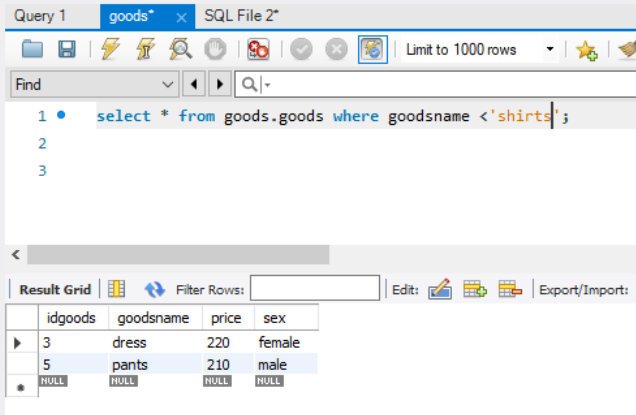 Query 1 goods* × SQL File 2*
Limit to 1000 rows
Find
1 select * from goods.goods where goodsname <'shirts';
2
3
Result Grid Filter Rows: Edit: Export/Import:
idgoods goodsname price sex
3 dress 220 female
5 pants 210 male
NULL NULL NULL NULL